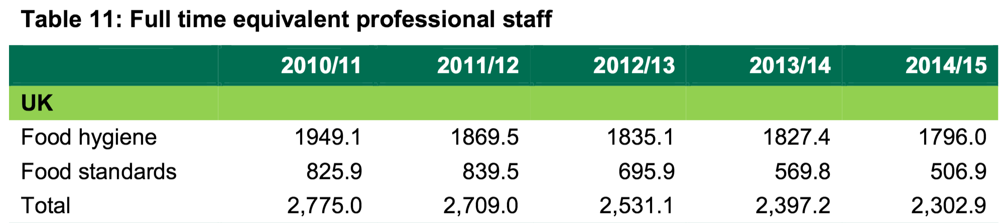 Table 11: Full time equivalent professional staff
2010/11 2011/12 2012/13 2013/14 2014/15
UK
Food hygiene 1949.1 1869.5 1835.1 1827.4 1796.0
Food standards 825.9 839.5 695.9 569.8 506.9
Total 2,775.0 2,709.0 2,531.1 2,397.2 2,302.9